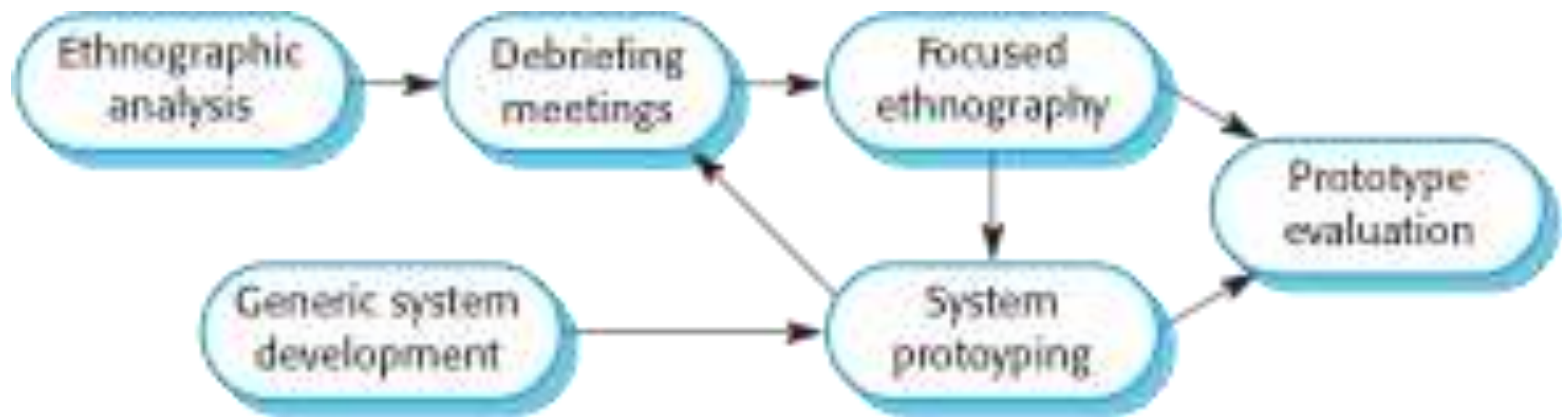 Ethnographic
analysis
Debriefing
meetings
Focused
ethnography
Prototype
evaluation
Generic system
development
System
protoyping